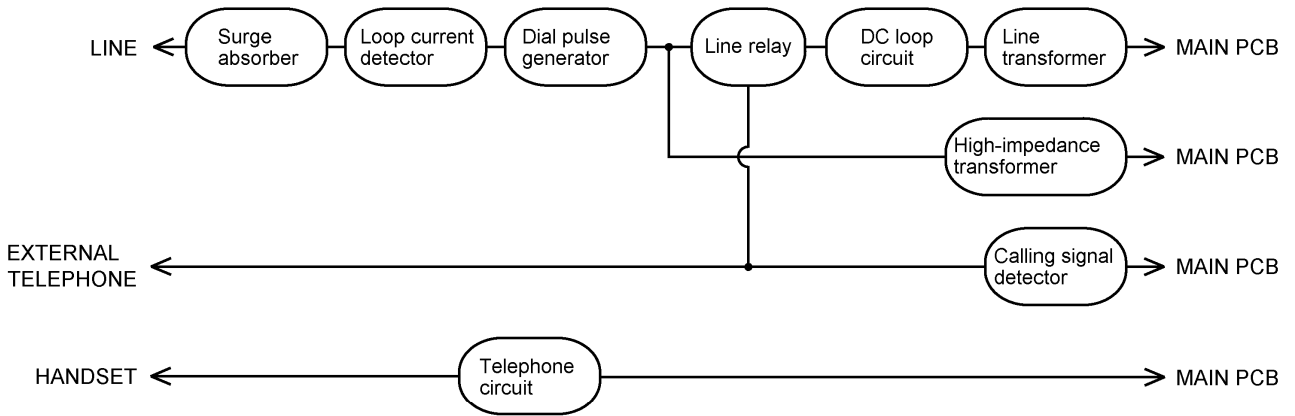 LINE
Surge
absorber
Loop current
detector
Dial pulse
generator
Line relay
DC loop
circuit
Line
transformer
MAIN PCB
High-impedance
transformer
MAIN PCB
EXTERNAL
TELEPHONE
Calling signal
detector
MAIN PCB
HANDSET
Telephone
circuit
MAIN PCB